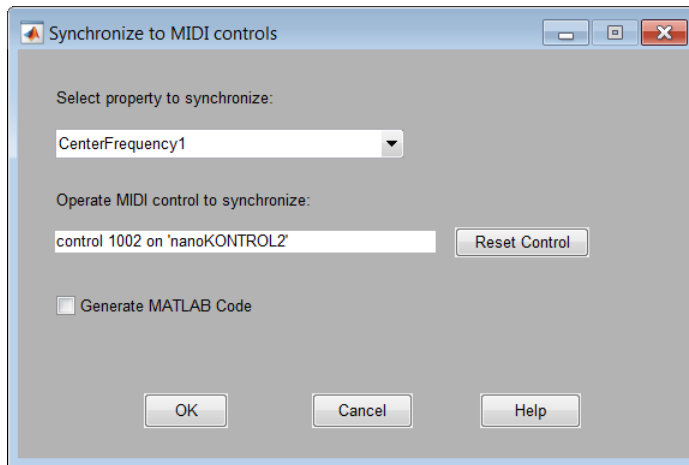 Synchronize to MIDI controls
Select property to synchronize:
CenterFrequency1
Operate MIDI control to synchronize:
control 1002 on 'nanoKONTROL2'
Reset Control
Generate MATLAB Code
OK
Cancel
Help